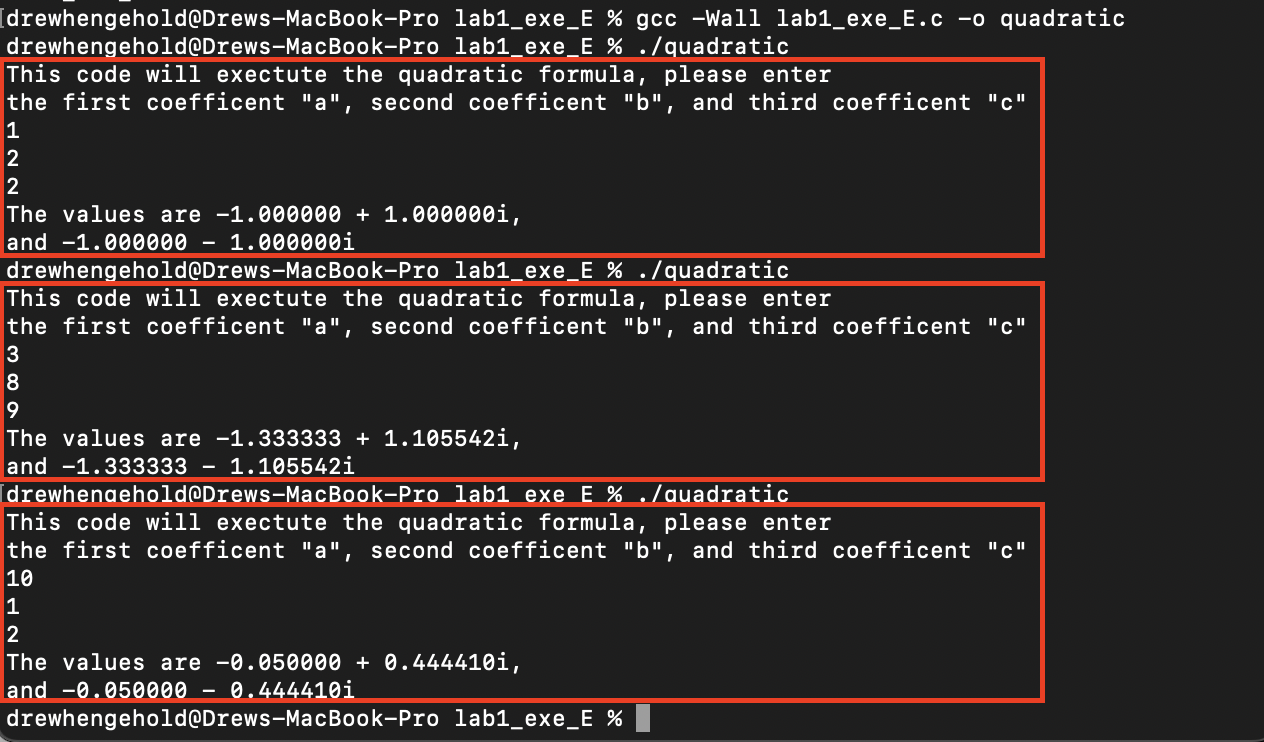 drewhengehold@Drews-MacBook-Pro lab1_exe_E % gcc -Wall lab1_exe_E.c -o quadratic
drewhengehold@Drews-MacBook-Pro lab1_exe_E % ./quadratic
This code will exectute the quadratic formula, please enter
the first coefficent "a", second coefficent "b", and third coefficent "c"
1
2
2
The values are -1.000000 + 1.000000i,
and -1.000000 - 1.000000i
drewhengehold@Drews-MacBook-Pro lab1_exe_E % ./quadratic
This code will exectute the quadratic formula, please enter
the first coefficent "a", second coefficent "b", and third coefficent "c"
3
8
9
The values are -1.333333 + 1.105542i,
and -1.333333 - 1.105542i
drewhengehold@Drews-MacBook-Pro lab1_exe_E % ./quadratic
This code will exectute the quadratic formula, please enter
the first coefficent "a", second coefficent "b", and third coefficent "c"
10
1
2
The values are -0.050000 + 0.444410i,
and -0.050000 - 0.444410i
drewhengehold@Drews-MacBook-Pro lab1_exe_E %